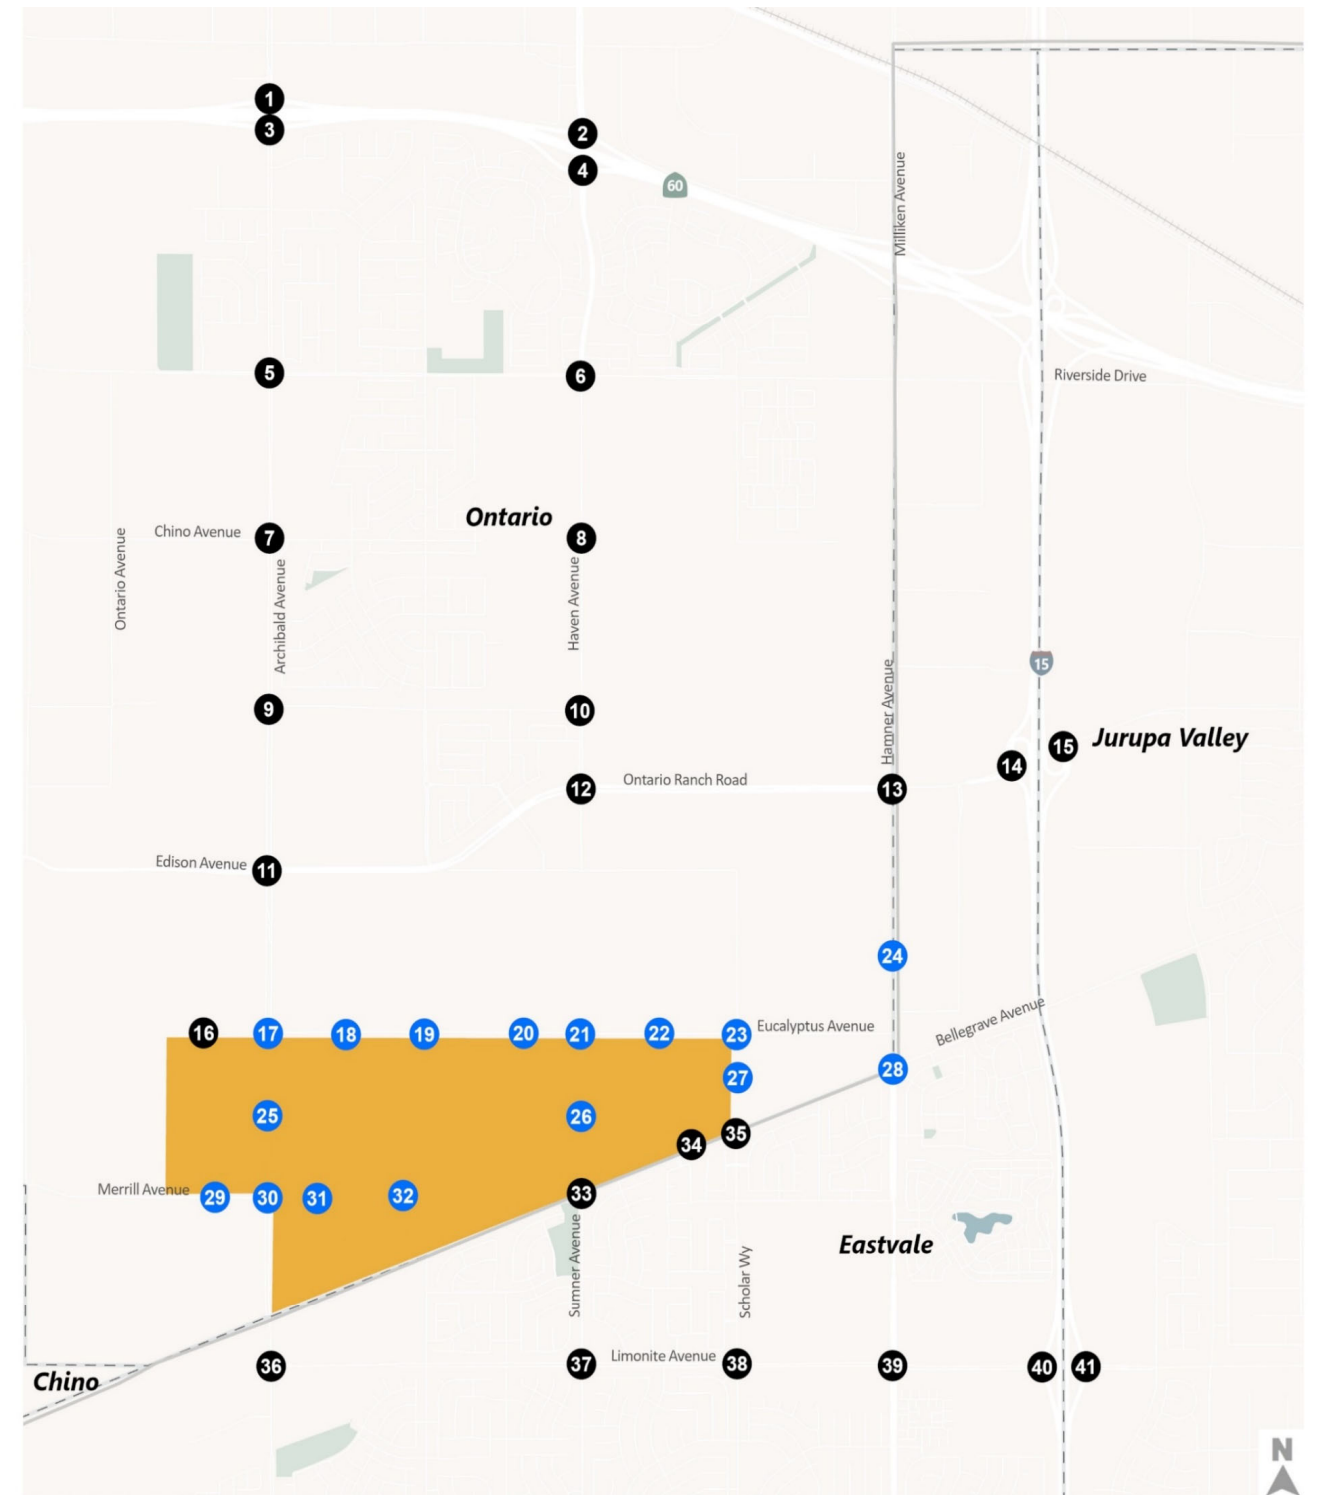 1
3
2
4
60
Milliken Avenue
5
6
Riverside Drive
Ontario
Chino Avenue
7
8
Ontario Avenue
Archibald Avenue
Haven Avenue
Hamner Avenue
15
9
10
Jurupa Valley
15
14
Ontario Ranch Road
12
13
Edison Avenue
11
24
Bellegrave Avenue
16
17
18
19
20
21
22
23
Eucalyptus Avenue
28
27
25
26
35
34
Merrill Avenue
29
30
31
32
33
Sumner Avenue
Scholar Wy
Eastvale
Chino
36
37
Limonite Avenue
38
39
40
41
N